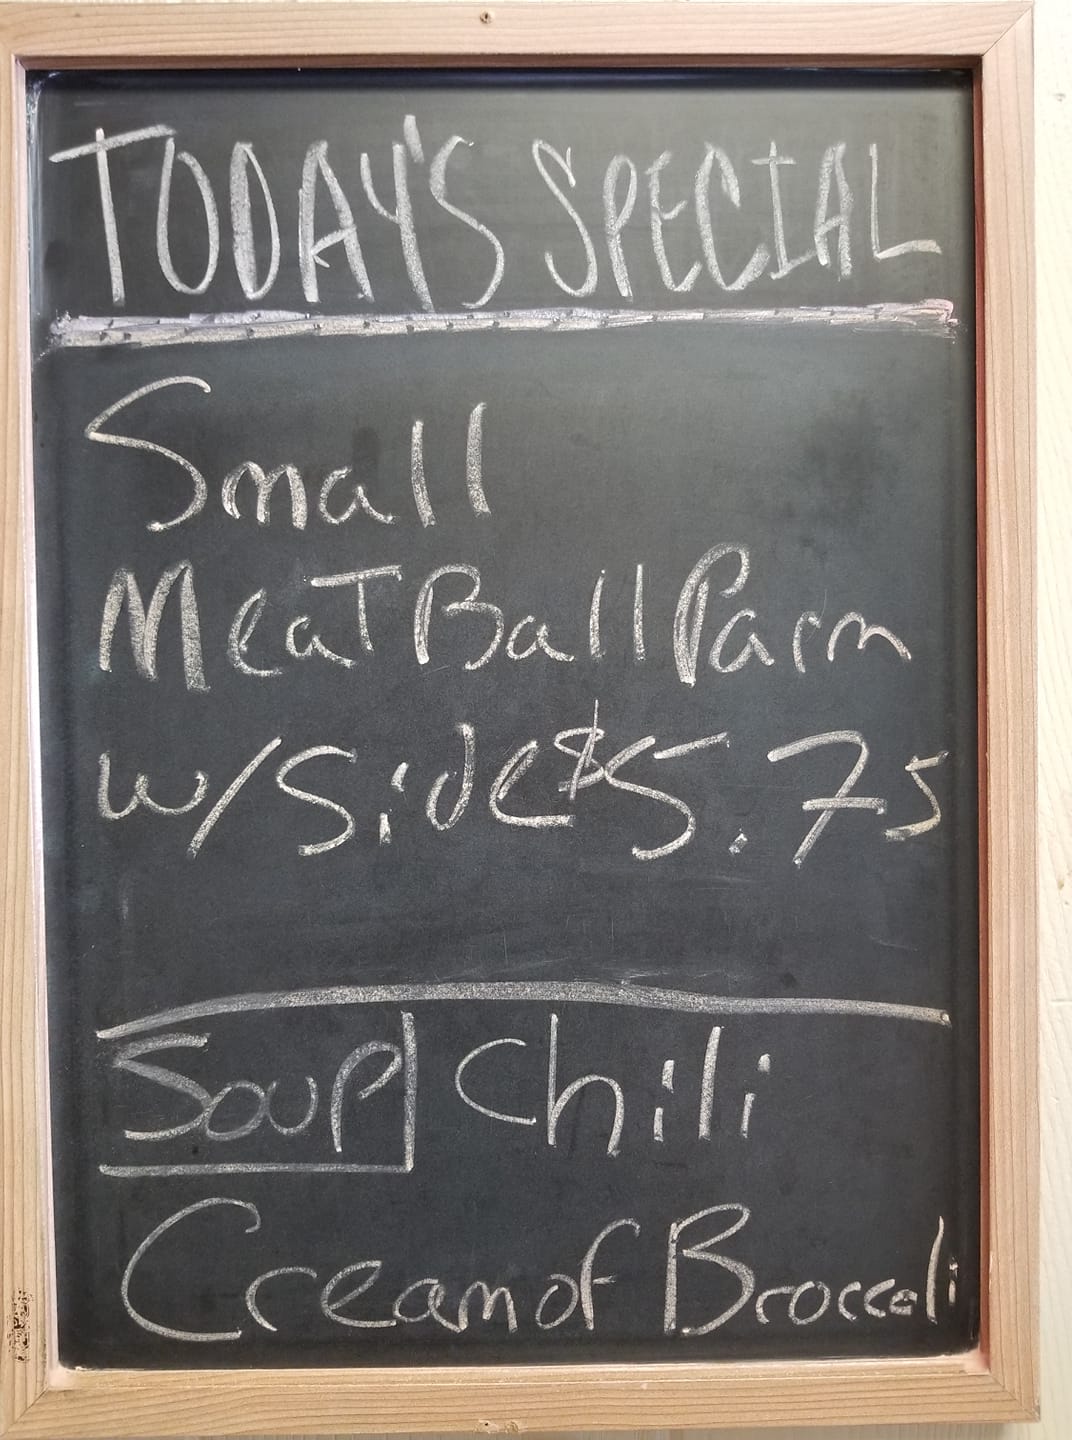 TODAY'S SPECIAL
Small
MeaT Ball Parm
w/Side $5.75
Soup Chili
Cream of Broccoli